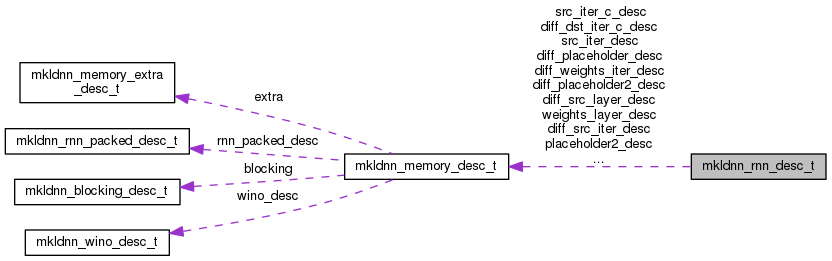 src_iter_c_desc
diff_dst_iter_c_desc
src_iter_desc
diff_placeholder_desc
diff_weights_iter_desc
diff_placeholder2_desc
diff_src_layer_desc
weights_layer_desc
diff_src_iter_desc
placeholder2_desc
...
mkldnn_memory_extra
_desc_t
extra
mkldnn_rnn_packed_desc_t
rnn_packed_desc
mkldnn_memory_desc_t
mkldnn_rnn_desc_t
blocking
mkldnn_blocking_desc_t
wino_desc
mkldnn_wino_desc_t